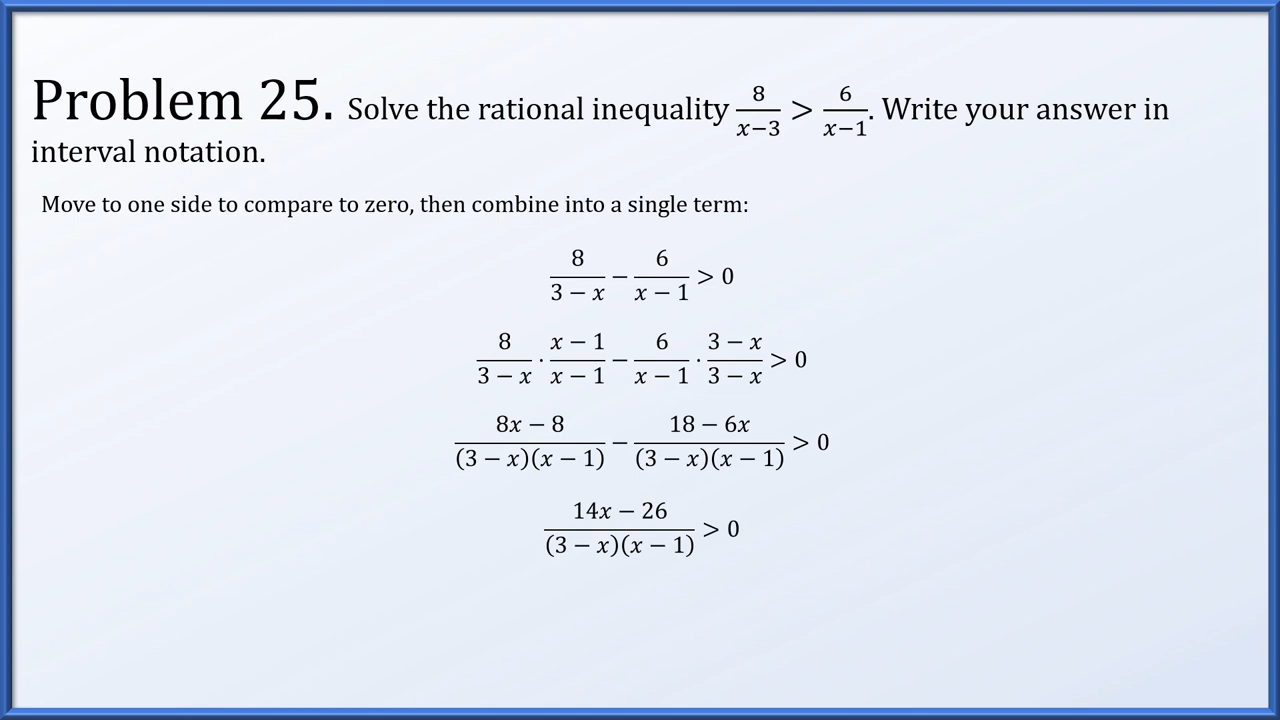 Problem 25. Solve the rational inequality 8/(x−3) > 6/(x−1). Write your answer in
interval notation.
Move to one side to compare to zero, then combine into a single term:
8/(3 − x) − 6/(x − 1) > 0
8/(3 − x) · (x − 1)/(x − 1) − 6/(x − 1) · (3 − x)/(3 − x) > 0
(8x − 8)/((3 − x)(x − 1)) − (18 − 6x)/((3 − x)(x − 1)) > 0
(14x − 26)/((3 − x)(x − 1)) > 0